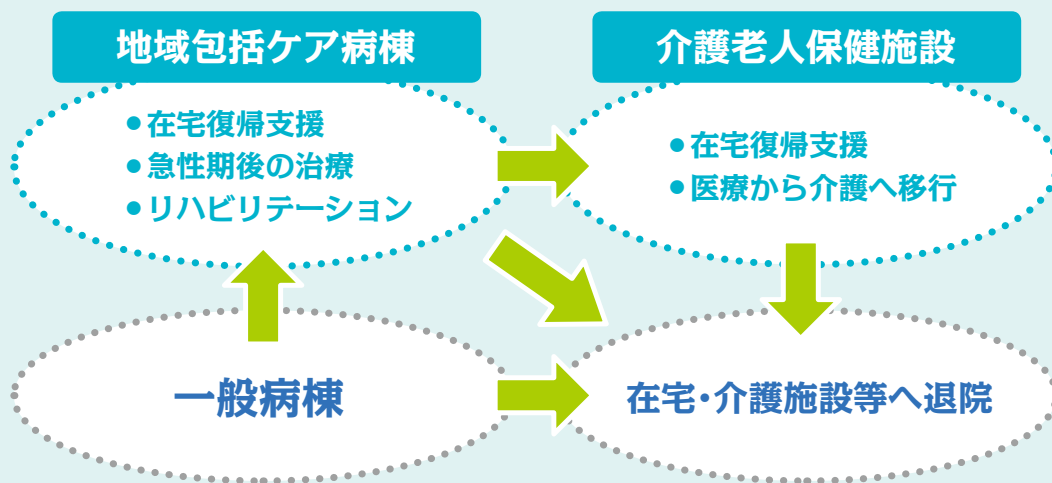 地域包括ケア病棟
●在宅復帰支援
●急性期後の治療
●リハビリテーション
介護老人保健施設
●在宅復帰支援
●医療から介護へ移行
一般病棟
在宅・介護施設等へ退院